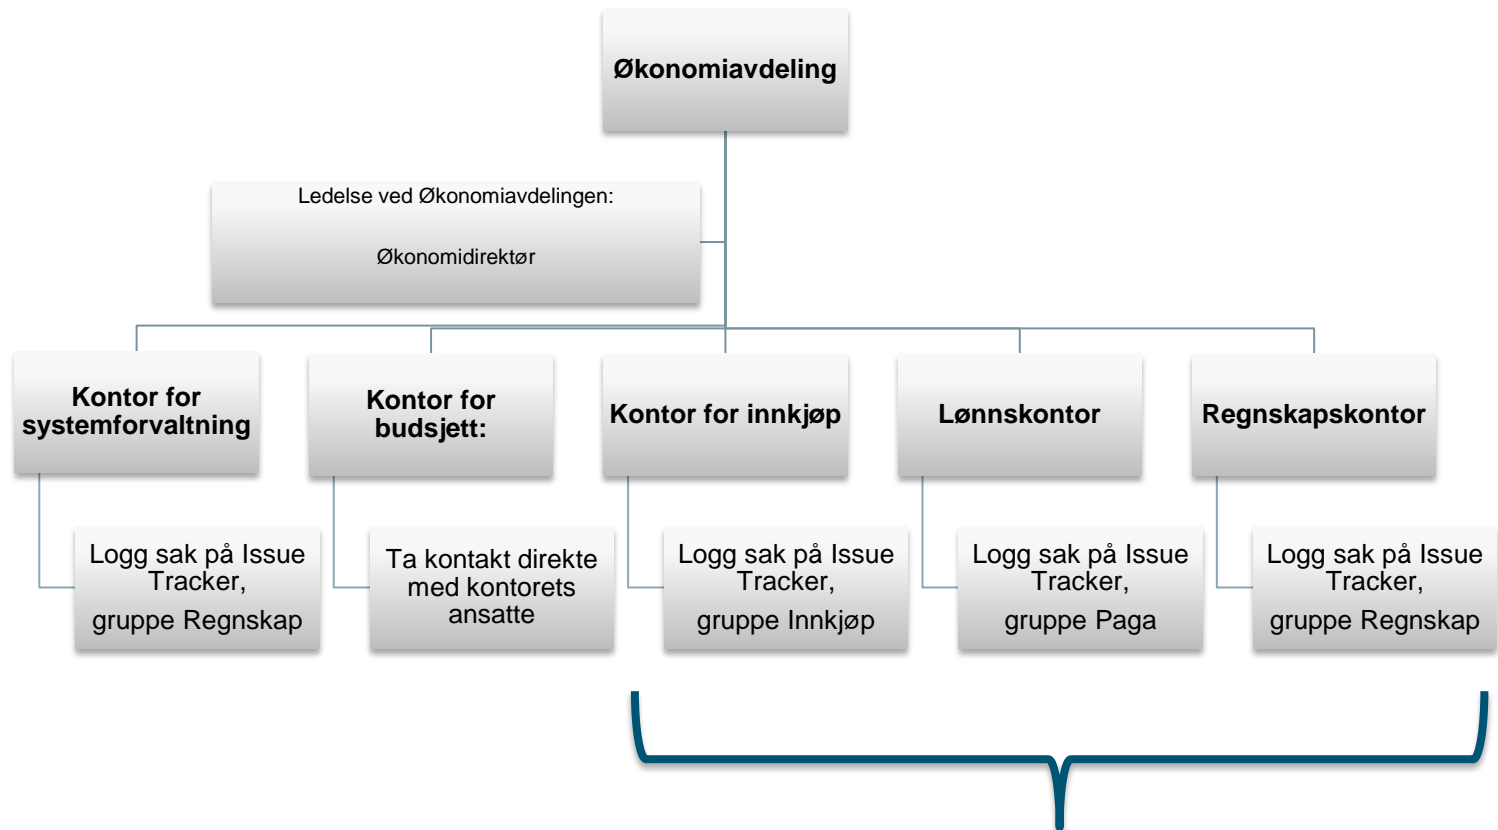 Økonomiavdeling
Ledelse ved Økonomiavdelingen:
Økonomidirektør
Kontor for
systemforvaltning
Kontor for
budsjett:
Kontor for innkjøp
Lønnskontor
Regnskapskontor
Logg sak på Issue
Tracker,
gruppe Regnskap
Ta kontakt direkte
med kontorets
ansatte
Logg sak på Issue
Tracker,
gruppe Innkjøp
Logg sak på Issue
Tracker,
gruppe Paga
Logg sak på Issue
Tracker,
gruppe Regnskap